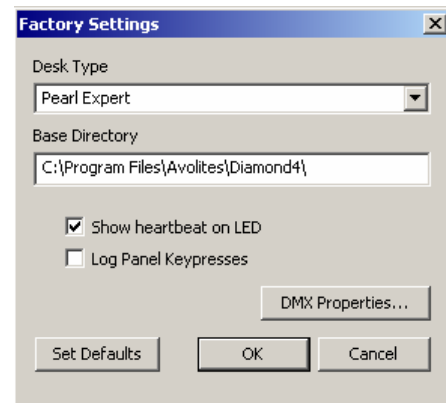 Factory Settings
Desk Type
Pearl Expert
Base Directory
C:\Program Files\Avolites\Diamond4\
Show heartbeat on LED
Log Panel Keypresses
DMX Properties...
Set Defaults
OK
Cancel